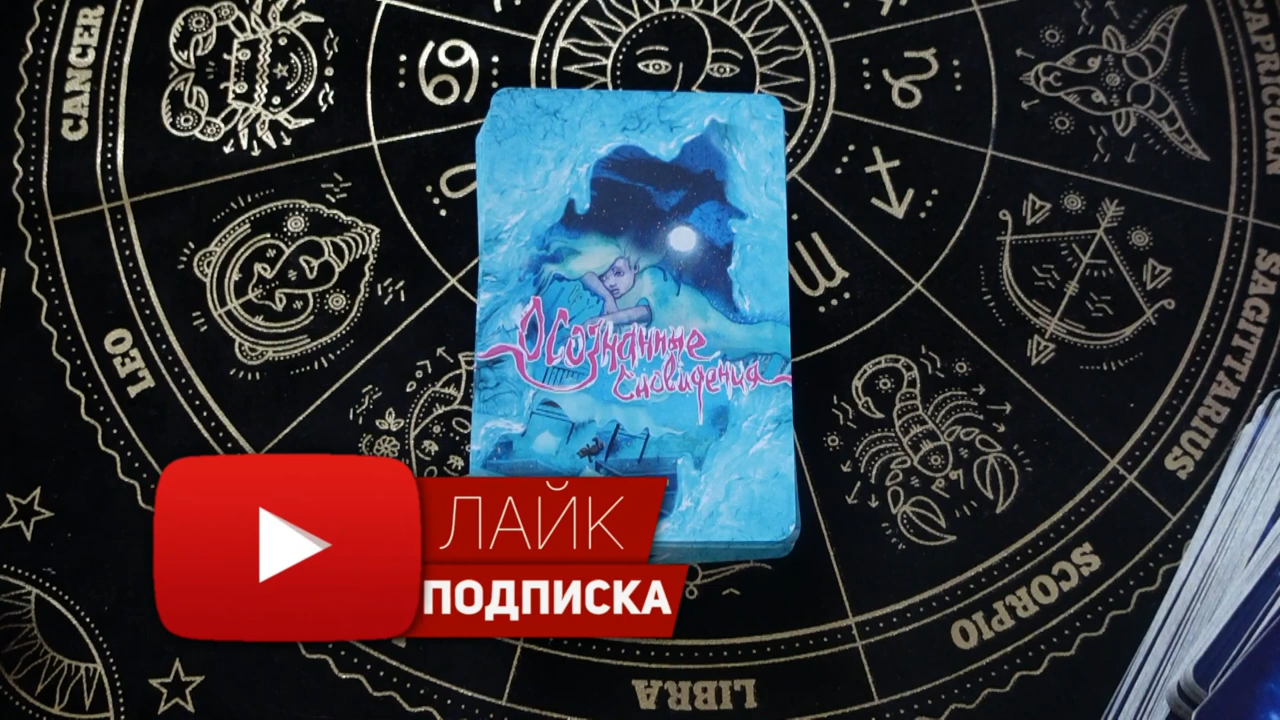 CANCER
CAPRICORN
LEO
SAGITTARIUS
SCORPIO
LIBRA
Осознанные
сновидения
ЛАЙК
ПОДПИСКА